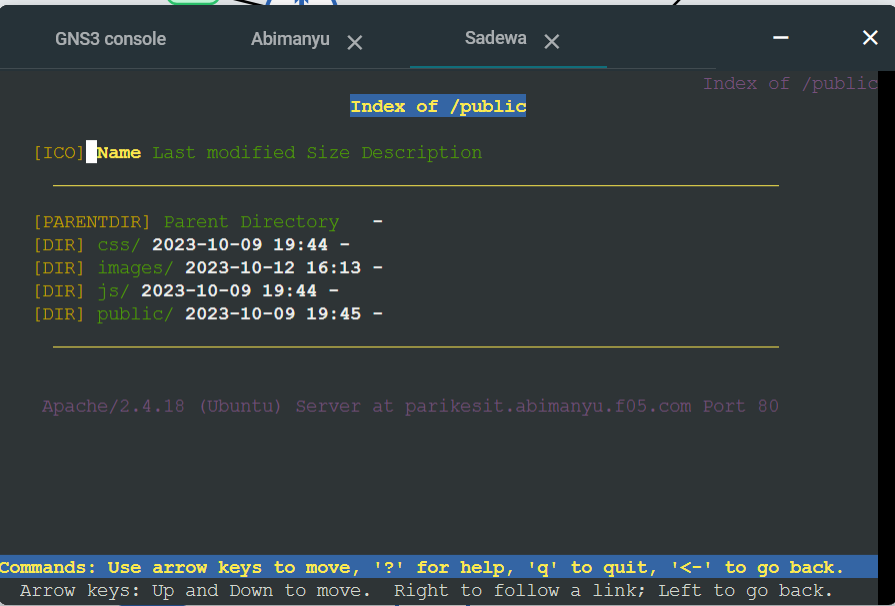 GNS3 console Abimanyu Sadewa
Index of /public
Index of /public
[ICO] Name Last modified Size Description
[PARENTDIR] Parent Directory -
[DIR] css/ 2023-10-09 19:44 -
[DIR] images/ 2023-10-12 16:13 -
[DIR] js/ 2023-10-09 19:44 -
[DIR] public/ 2023-10-09 19:45 -
Apache/2.4.18 (Ubuntu) Server at parikesit.abimanyu.f05.com Port 80
Commands: Use arrow keys to move, '?' for help, 'q' to quit, '<-' to go back.
Arrow keys: Up and Down to move. Right to follow a link; Left to go back.